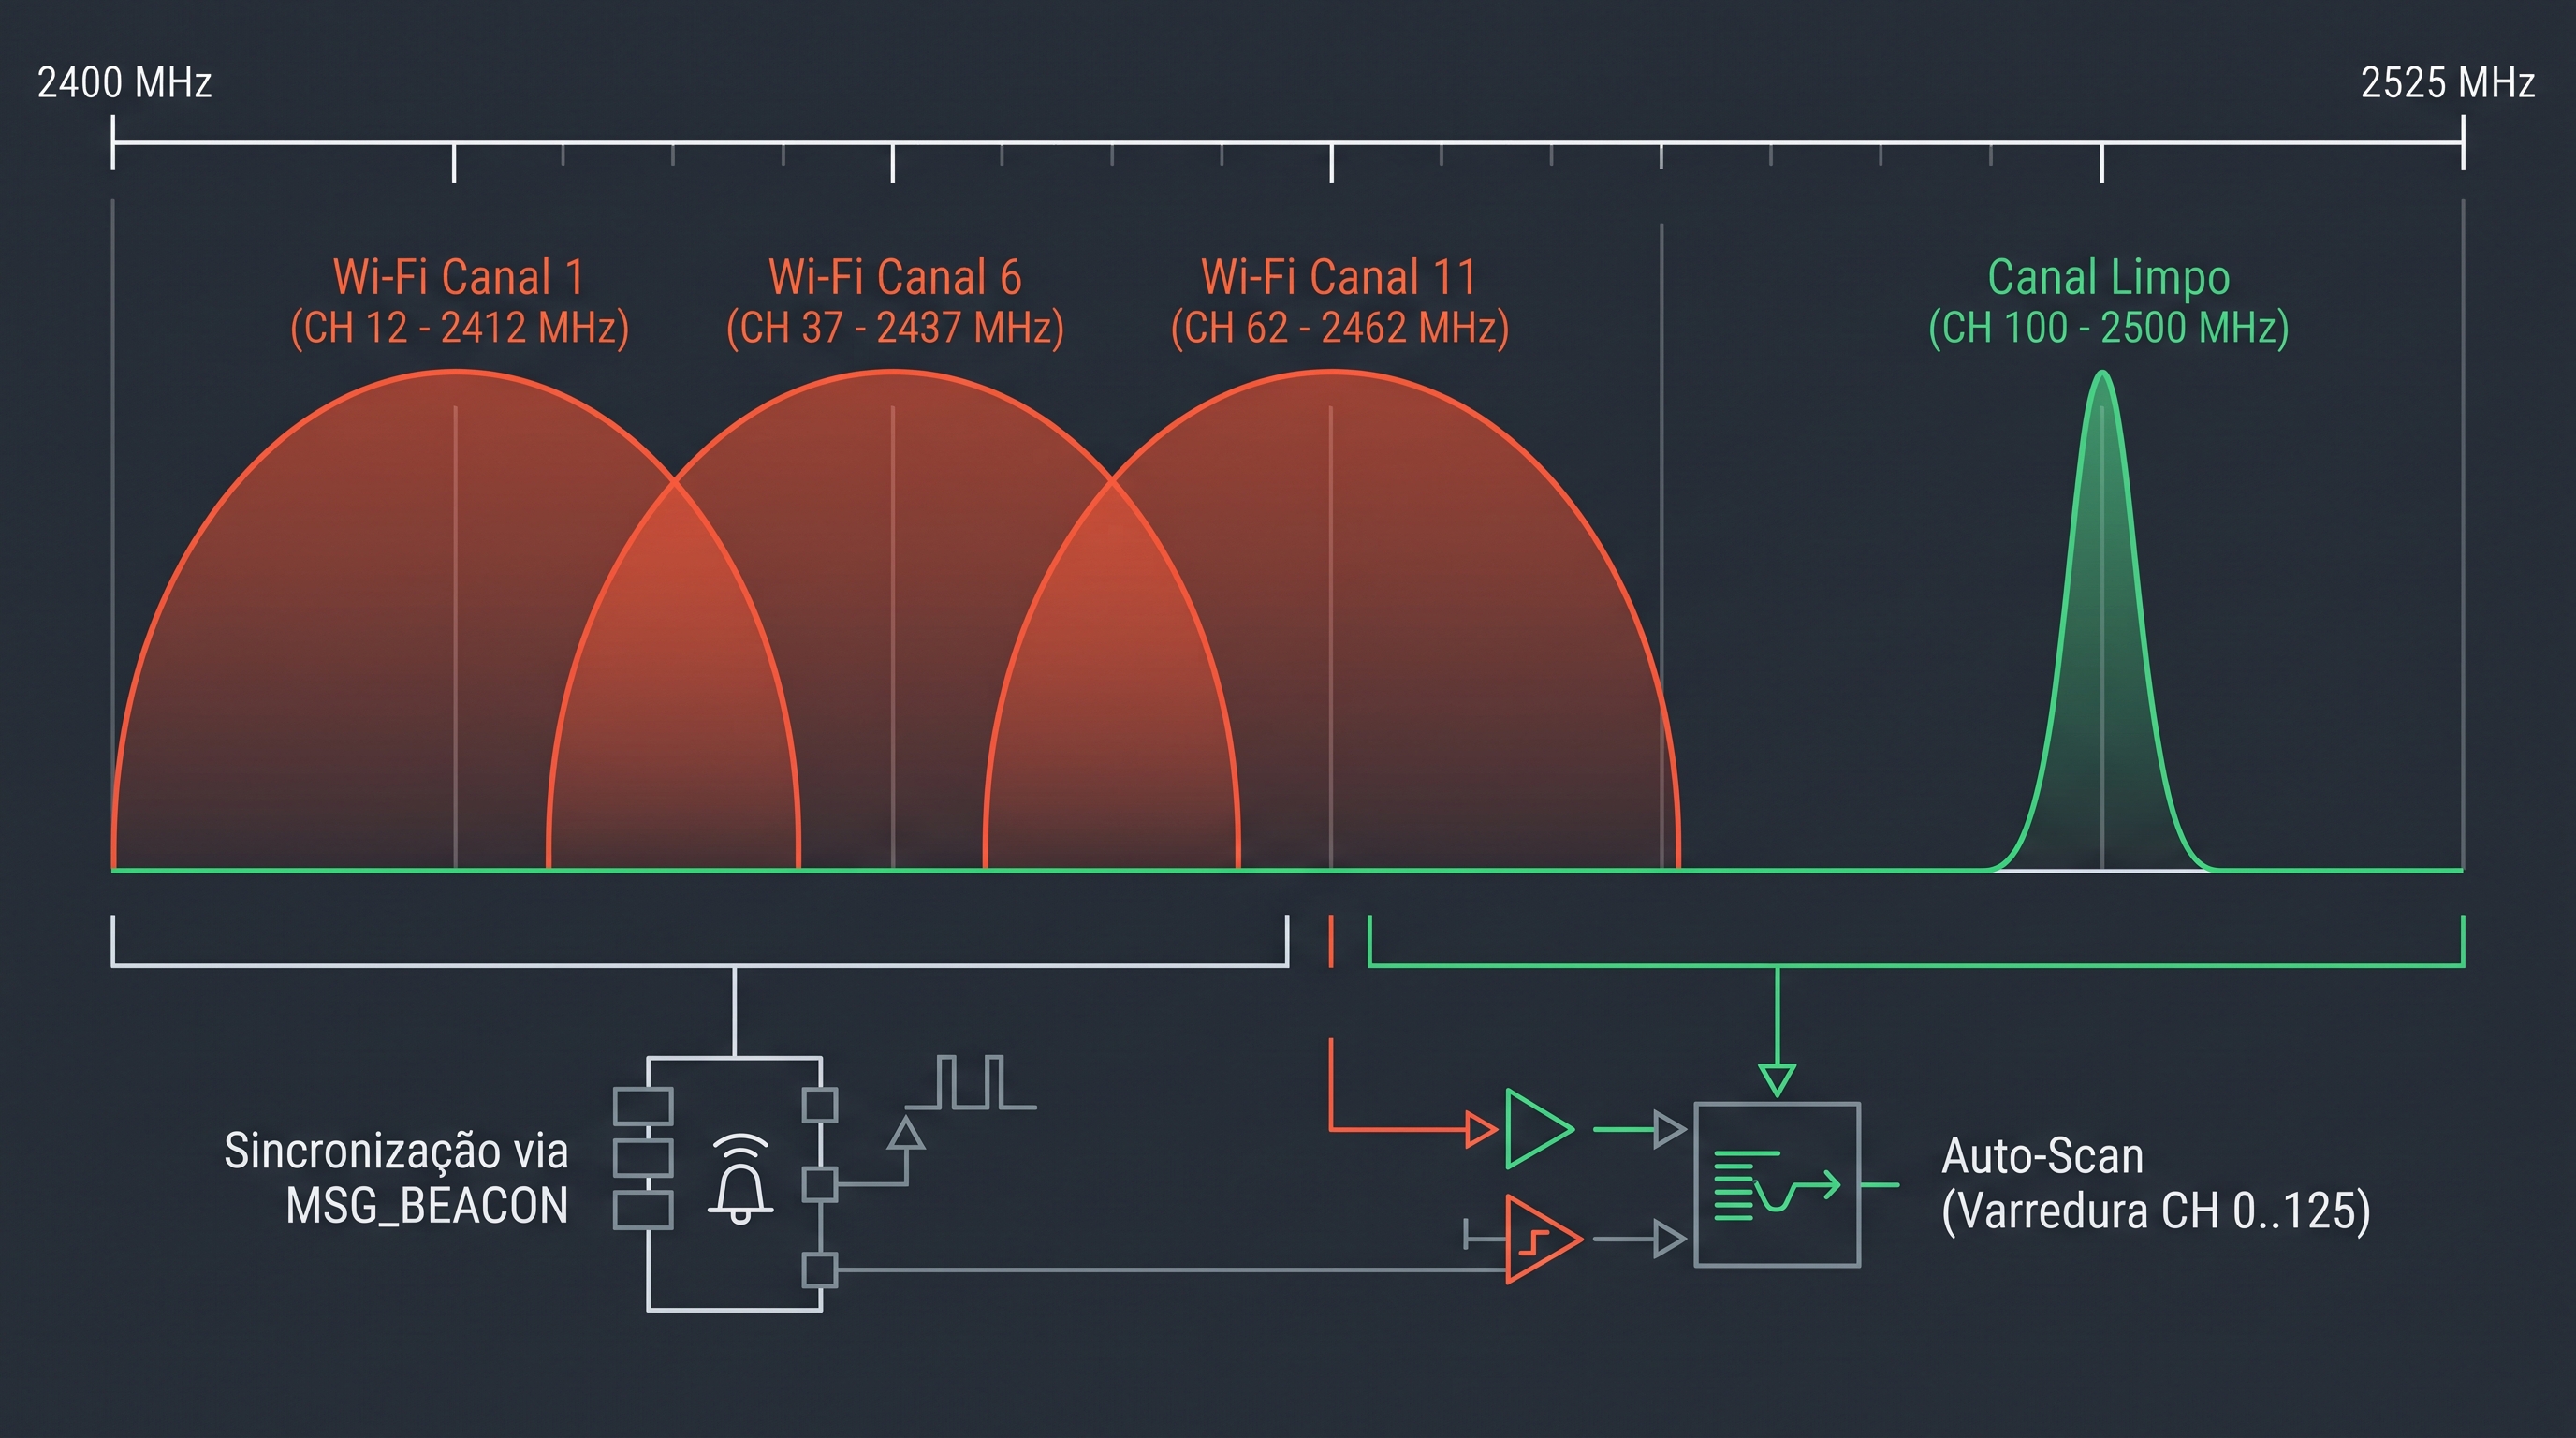 2400 MHz
2525 MHz
Wi-Fi Canal 1
(CH 12 - 2412 MHz)
Wi-Fi Canal 6
(CH 37 - 2437 MHz)
Wi-Fi Canal 11
(CH 62 - 2462 MHz)
Canal Limpo
(CH 100 - 2500 MHz)
Sincronização via
MSG_BEACON
Auto-Scan
(Varredura CH 0..125)